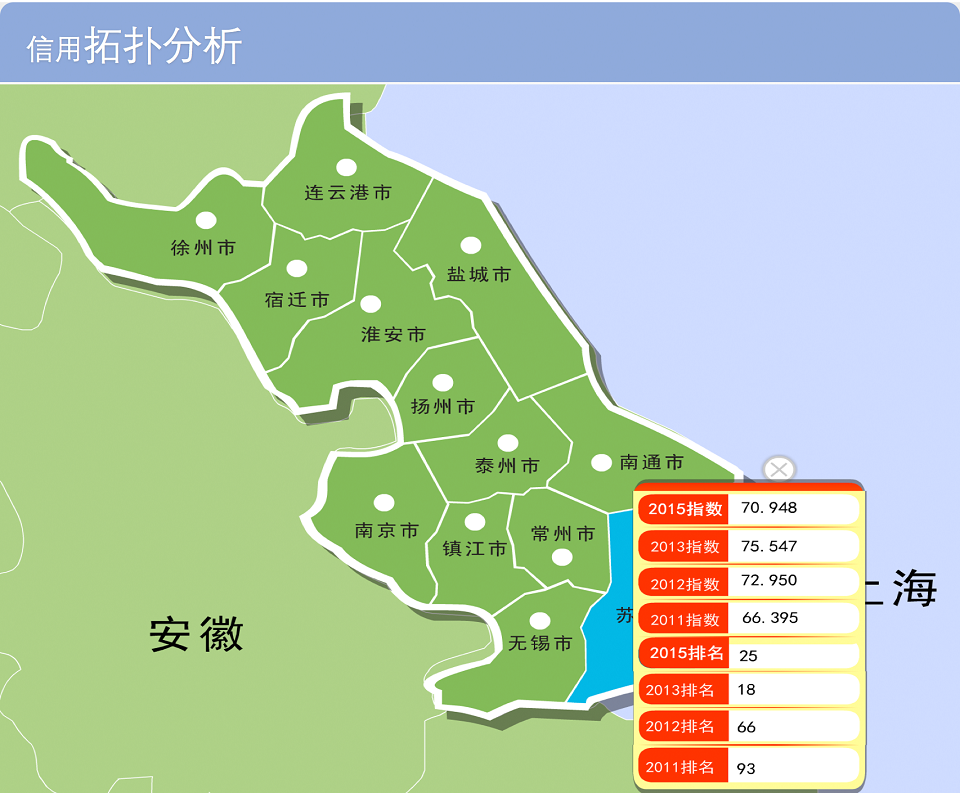 信用拓扑分析
连云港市
徐州市
盐城市
宿迁市
淮安市
扬州市
泰州市
南通市
南京市
镇江市
常州市
无锡市
苏
安徽
海
2015指数 70.948
2013指数 75.547
2012指数 72.950
2011指数 66.395
2015排名 25
2013排名 18
2012排名 66
2011排名 93